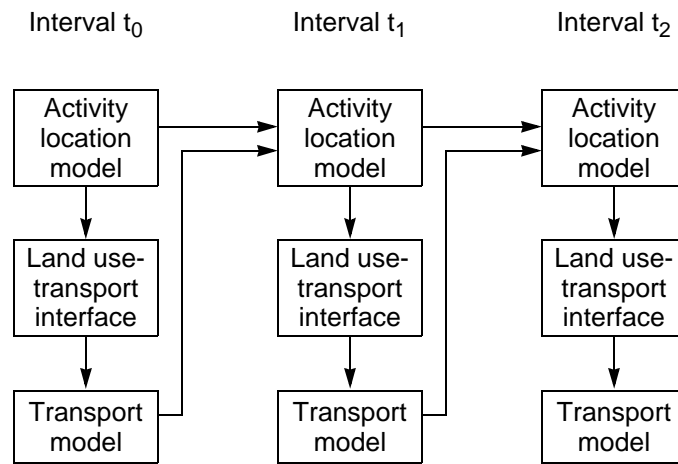 Interval t₀
Interval t₁
Interval t₂
Activity
location
model
Activity
location
model
Activity
location
model
Land use-
transport
interface
Land use-
transport
interface
Land use-
transport
interface
Transport
model
Transport
model
Transport
model